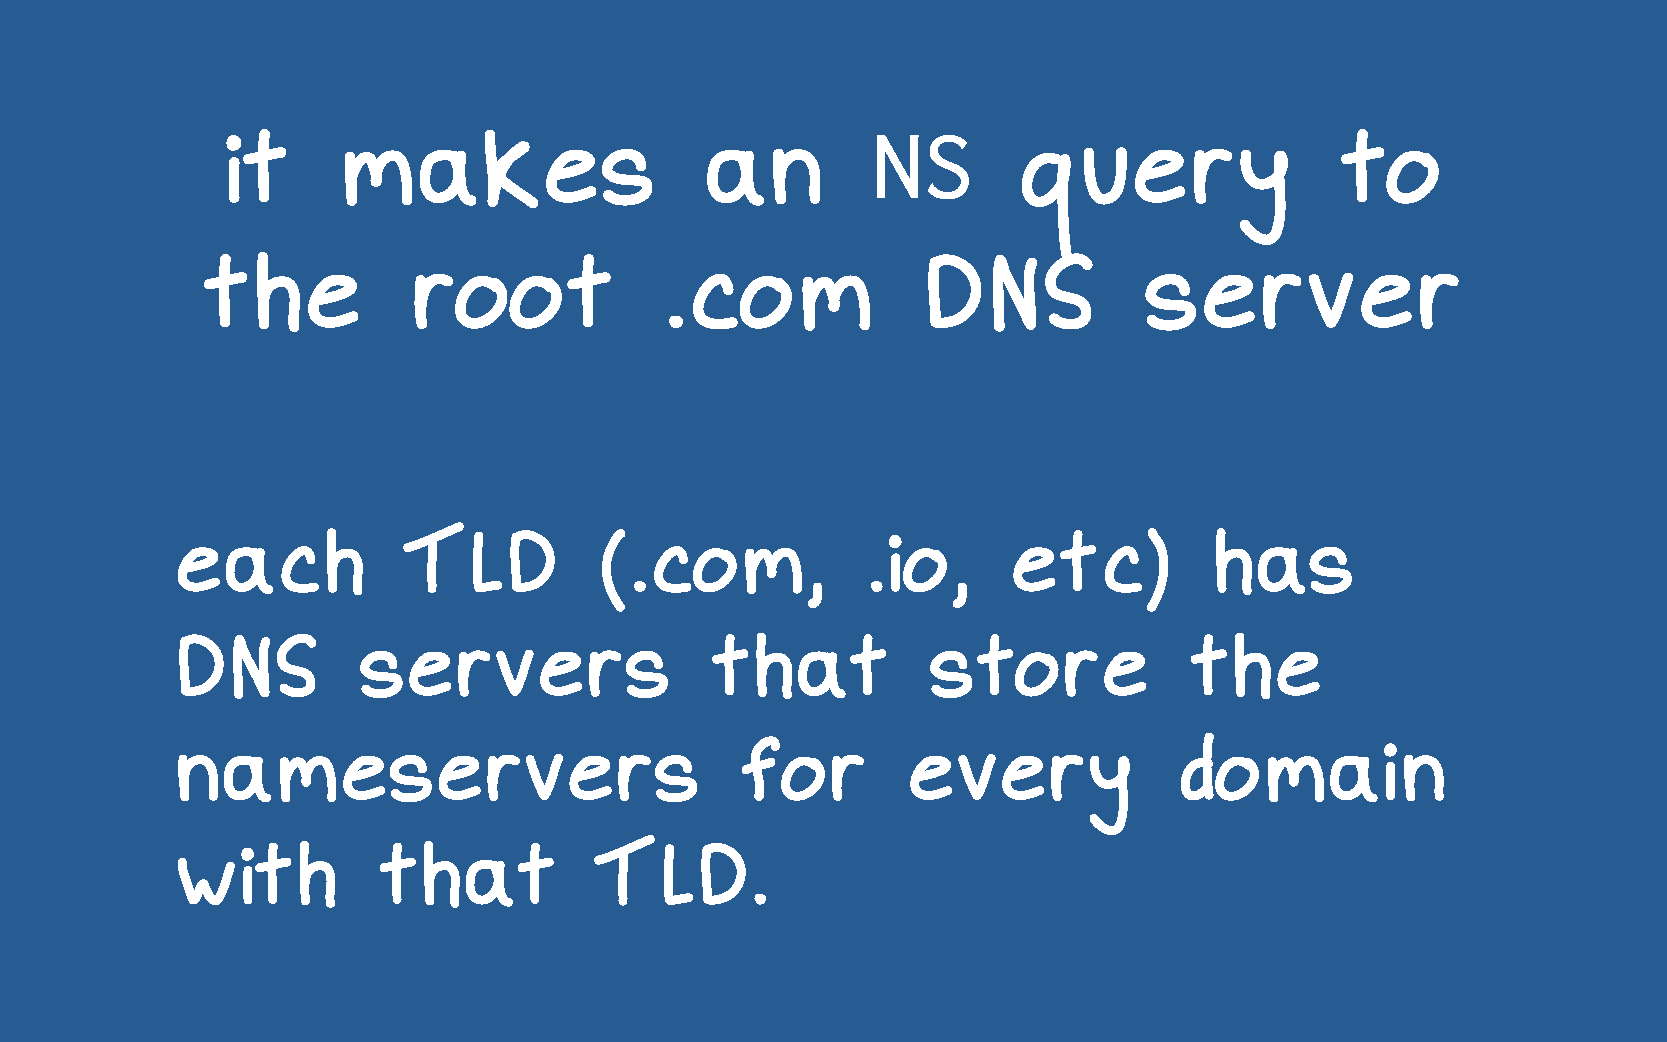 it makes an NS query to
the root .com DNS server
each TLD (.com, .io, etc) has
DNS servers that store the
nameservers for every domain
with that TLD.